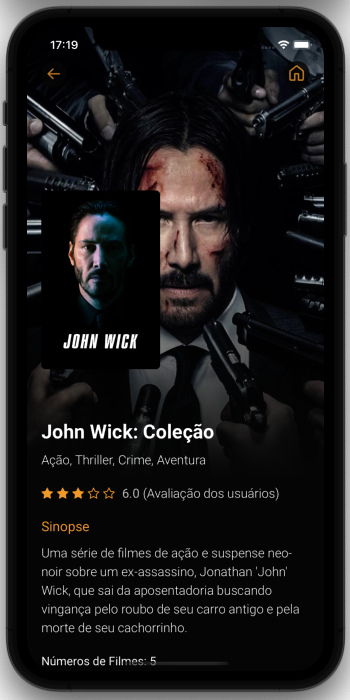 17:19
JOHN WICK
John Wick: Coleção
Ação, Thriller, Crime, Aventura
6.0 (Avaliação dos usuários)
Sinopse
Uma série de filmes de ação e suspense neo-
noir sobre um ex-assassino, Jonathan 'John'
Wick, que sai da aposentadoria buscando
vingança pelo roubo de seu carro antigo e pela
morte de seu cachorrinho.
Números de Filmes: 5